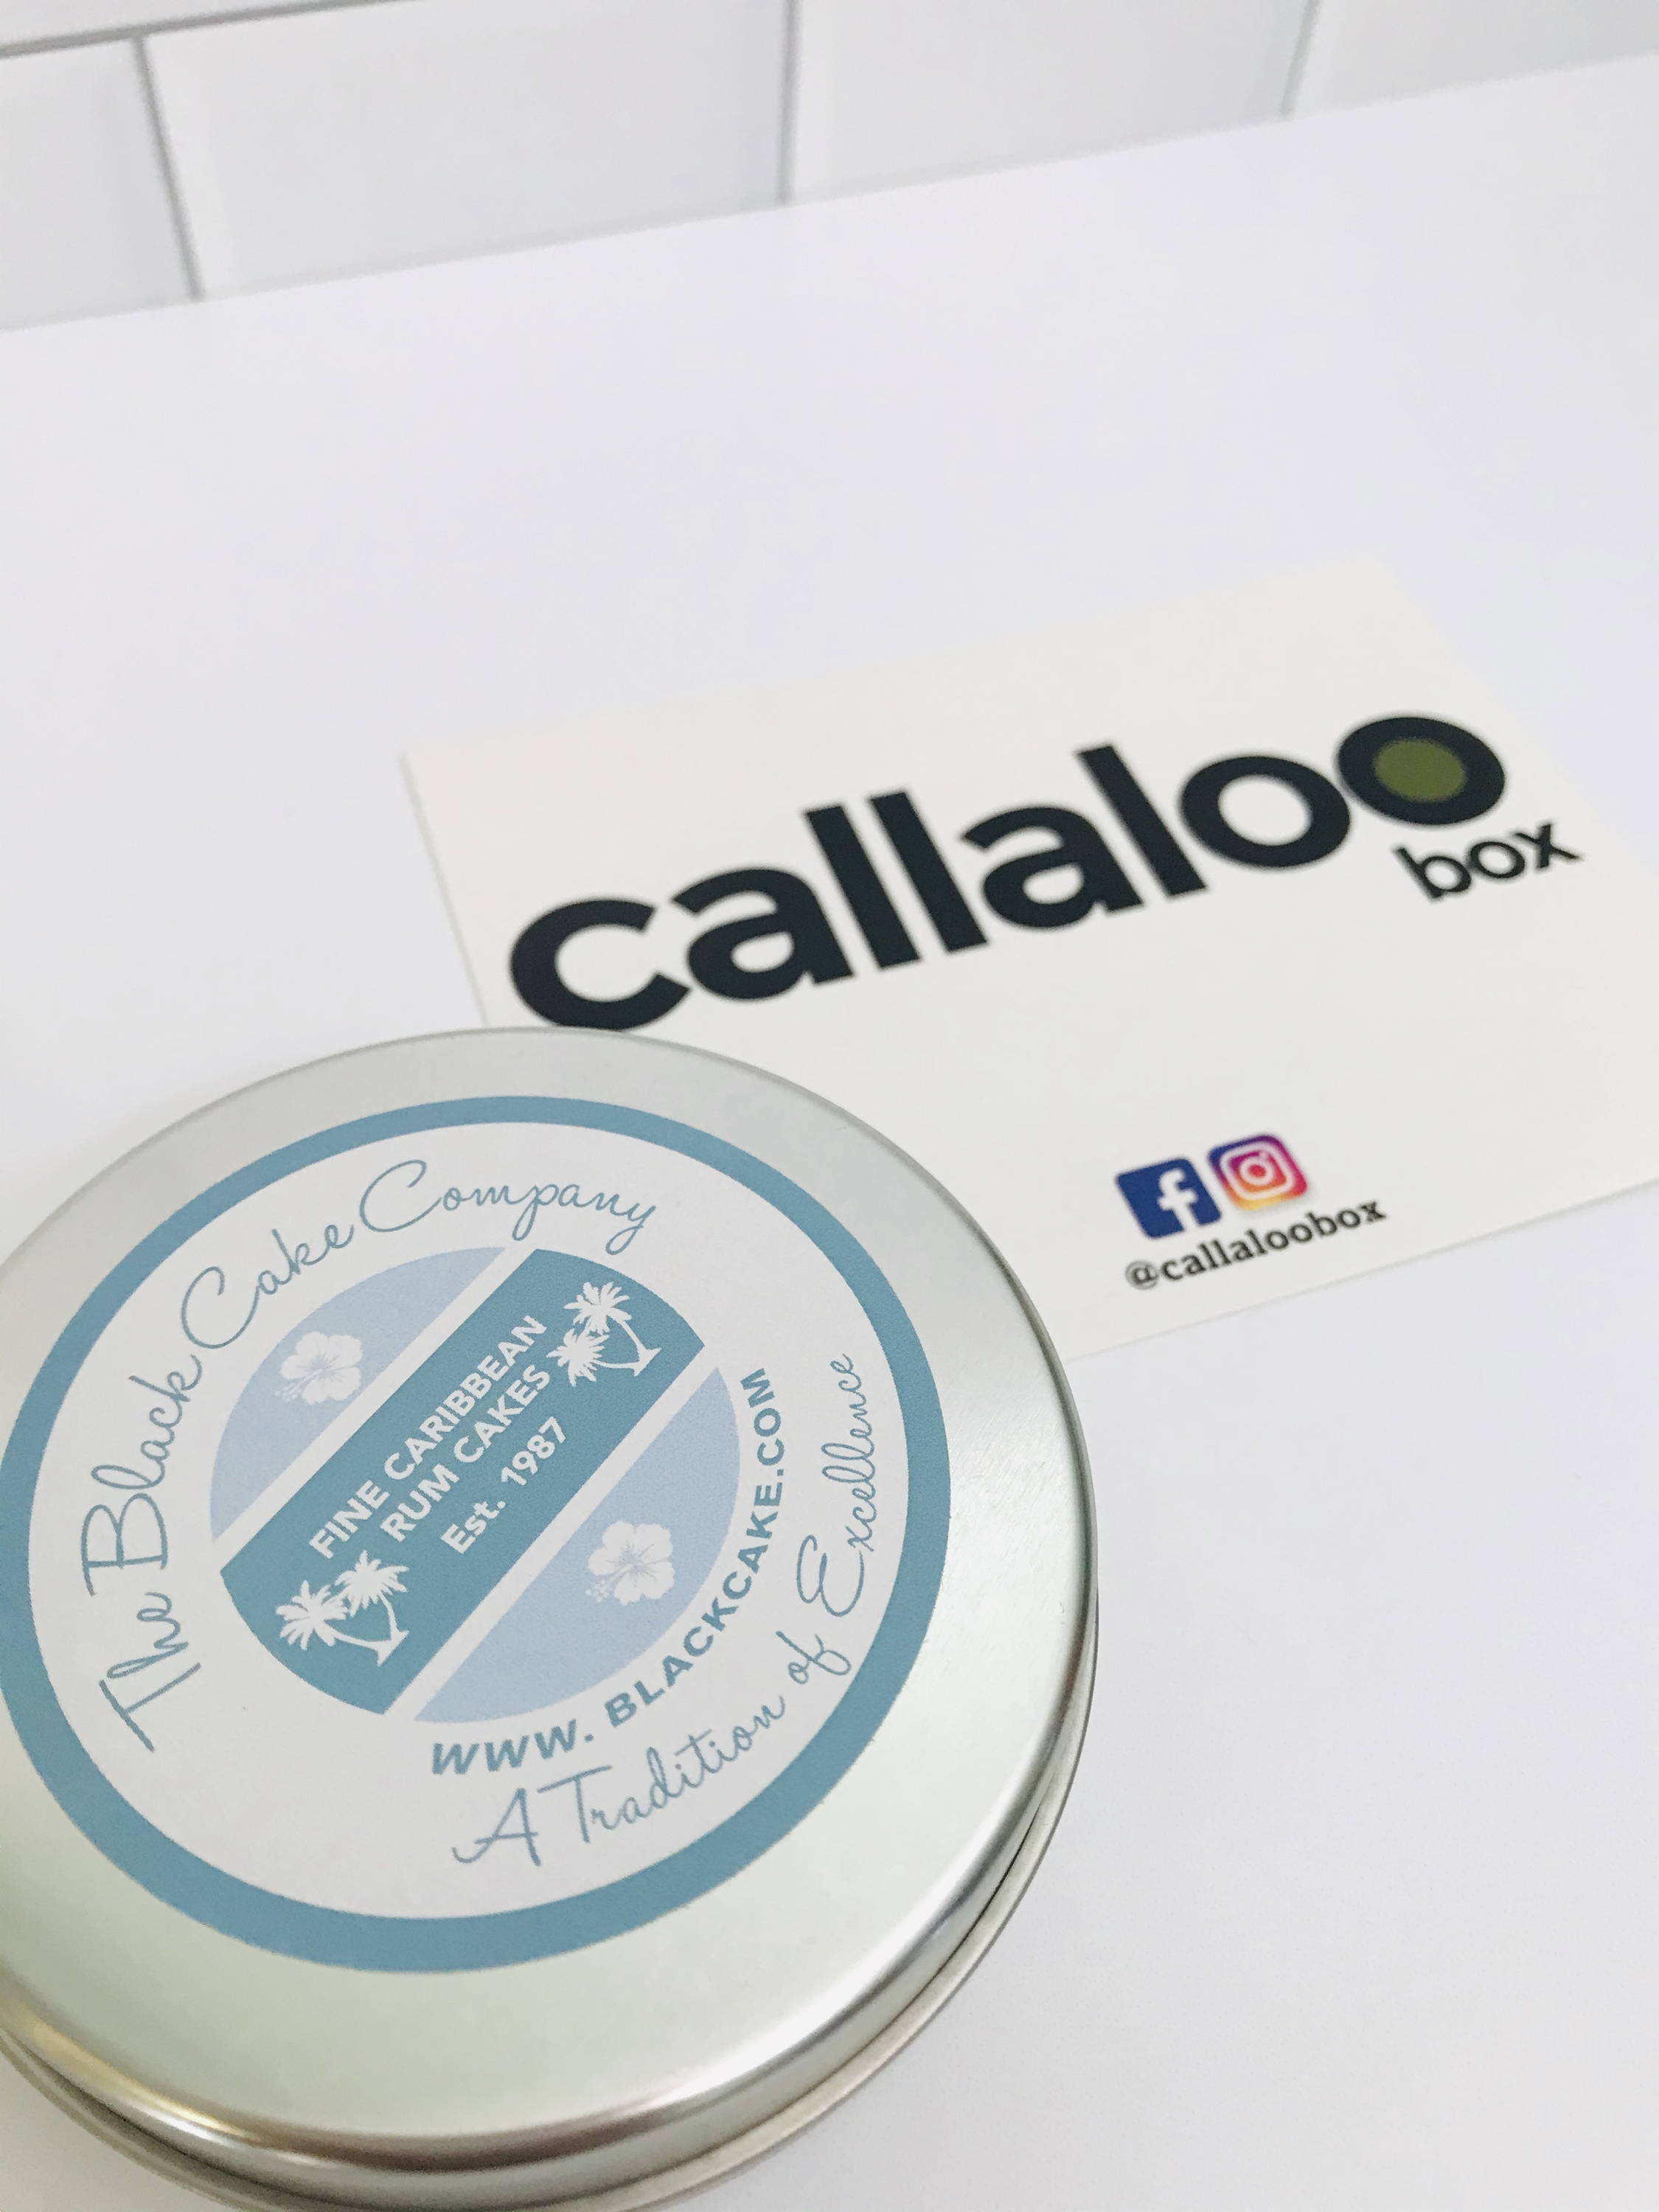 callaloo
box
@callaloobox
The Black Cake Company
FINE CARIBBEAN
RUM CAKES
Est. 1987
WWW. BLACKCAKE.COM
A Tradition of Excellence